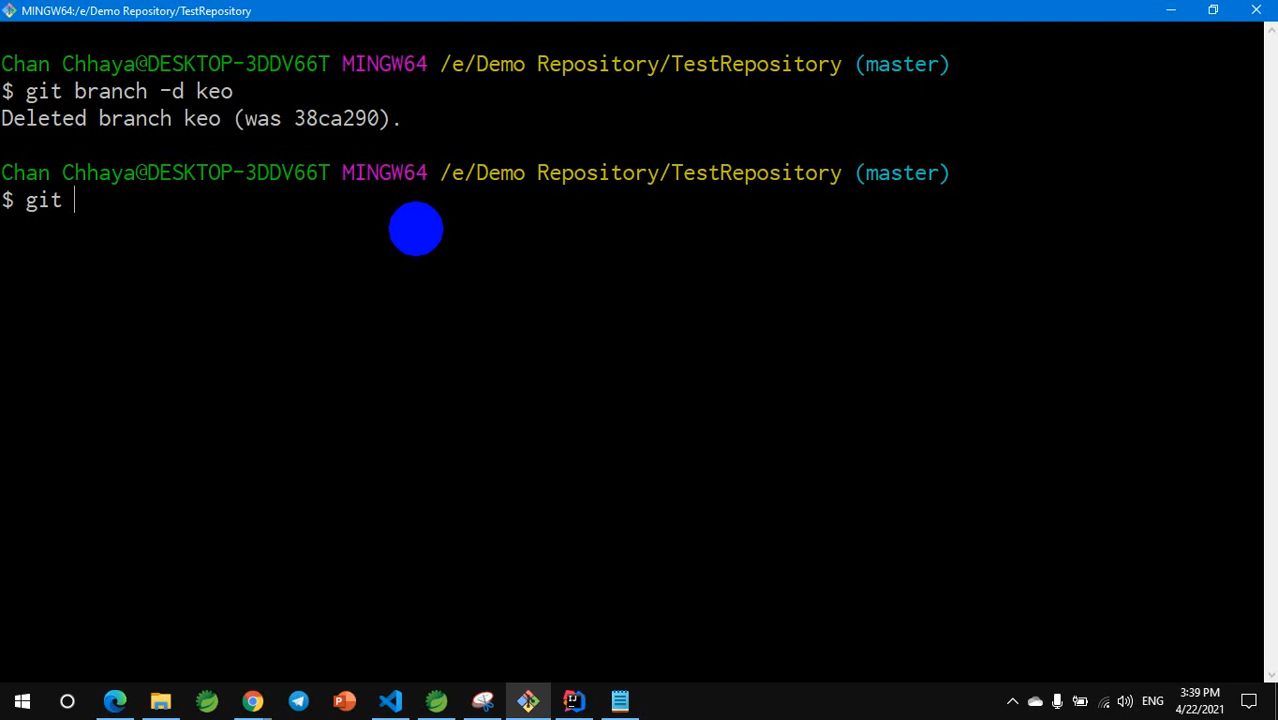 MINGW64:/e/Demo Repository/TestRepository
Chan Chhaya@DESKTOP-3DDV66T MINGW64 /e/Demo Repository/TestRepository (master)
$ git branch -d keo
Deleted branch keo (was 38ca290).
Chan Chhaya@DESKTOP-3DDV66T MINGW64 /e/Demo Repository/TestRepository (master)
$ git
ENG
3:39 PM
4/22/2021